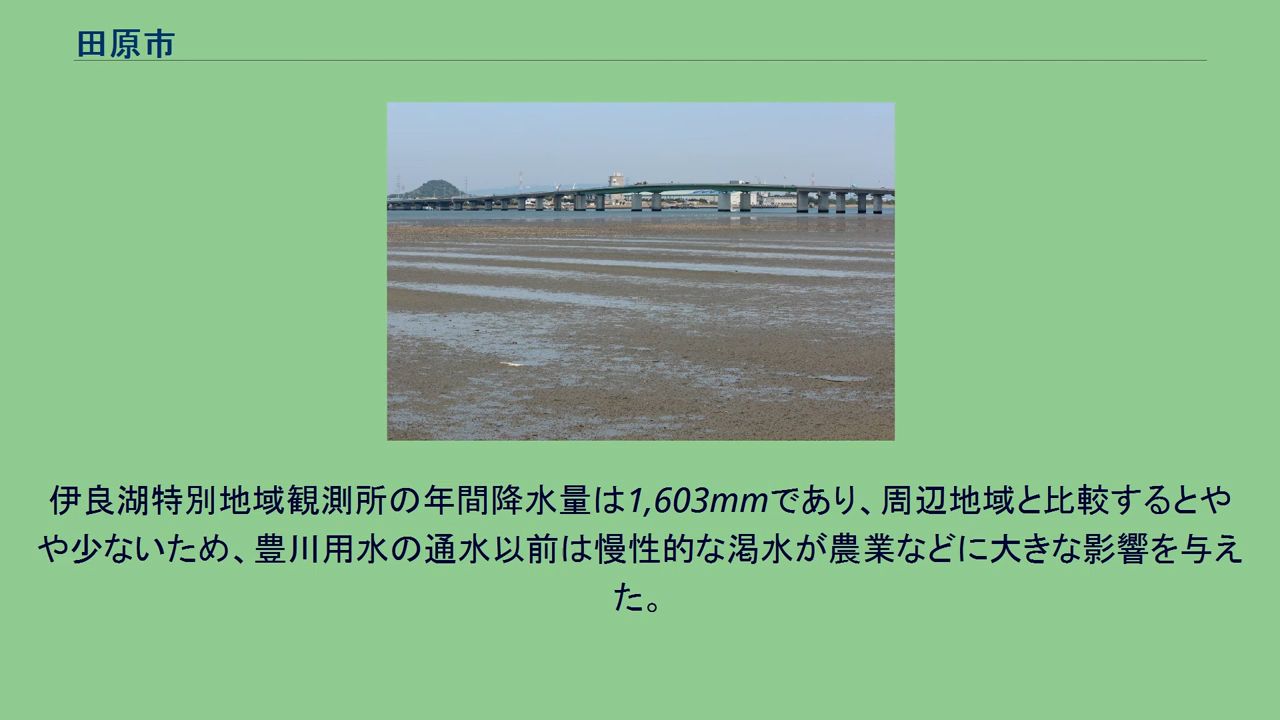 田原市
伊良湖特別地域観測所の年間降水量は1,603mmであり、周辺地域と比較するとや
や少ないため、豊川用水の通水以前は慢性的な渇水が農業などに大きな影響を与え
た。